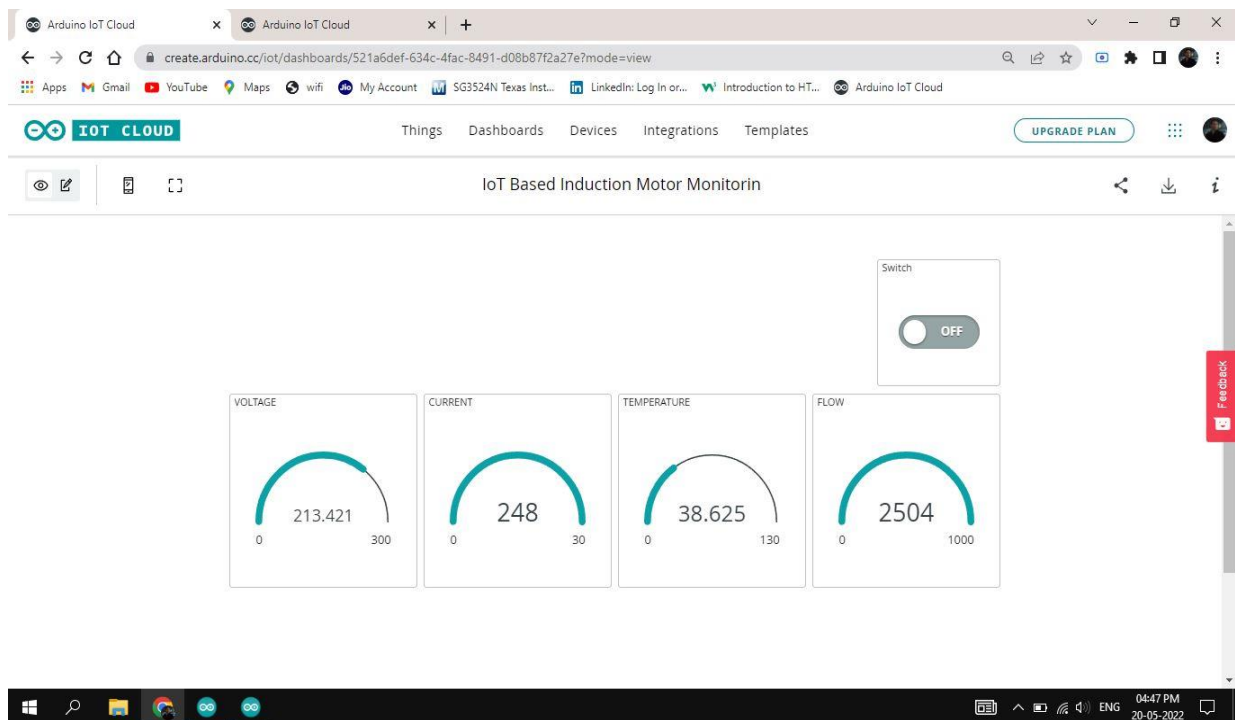 Arduino IoT Cloud
Arduino IoT Cloud
create.arduino.cc/iot/dashboards/521a6def-634c-4fac-8491-d08b87f2a27e?mode=view
Apps Gmail YouTube Maps wifi My Account SG3524N Texas Inst... LinkedIn: Log In or... Introduction to HT... Arduino IoT Cloud
IOT CLOUD Things Dashboards Devices Integrations Templates UPGRADE PLAN
IoT Based Induction Motor Monitorin
Switch
OFF
Feedback
VOLTAGE
213.421
0 300
CURRENT
248
0 30
TEMPERATURE
38.625
0 130
FLOW
2504
0 1000
ENG
04:47 PM
20-05-2022